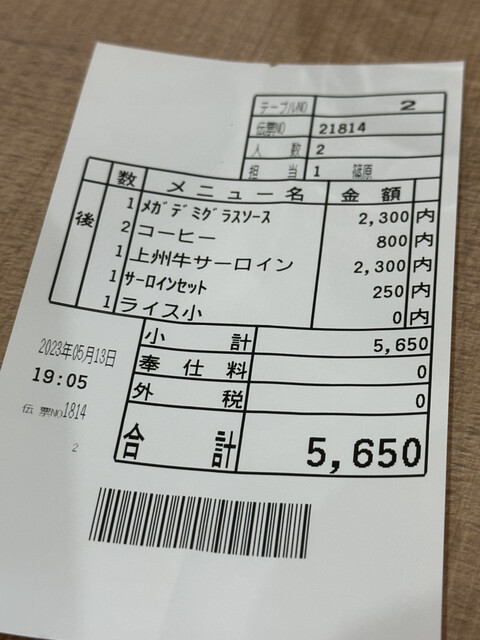 テーブルNO 2
伝票NO 21814
人数 2
担当 1 篠原
数 メニュー名 金額
後
1 メガデミグラスソース 2,300 内
2 コーヒー 800 内
1 上州牛サーロイン 2,300 内
1 サーロインセット 250 内
1 ライス小 0 内
小計 5,650
奉仕料 0
外税 0
合計 5,650
2023年05月13日
19:05
伝票NO1814
2